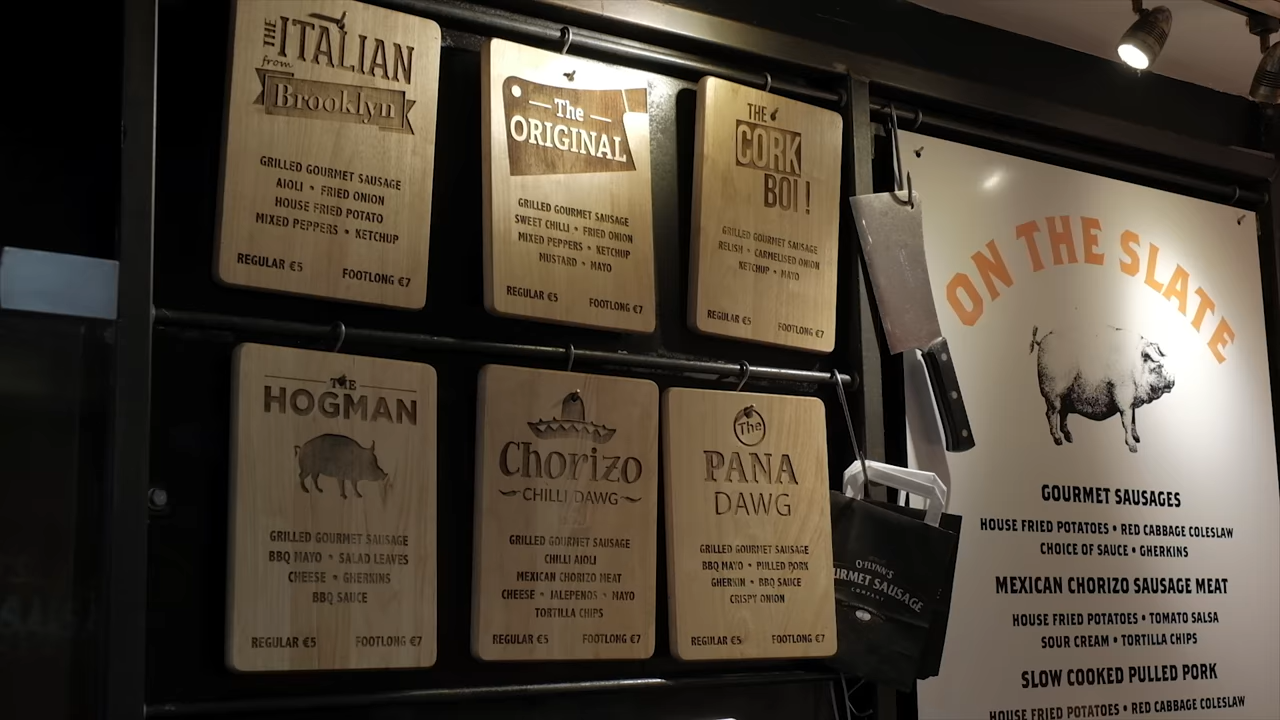 THE ITALIAN
from
Brooklyn
GRILLED GOURMET SAUSAGE
AIOLI • FRIED ONION
HOUSE FRIED POTATO
MIXED PEPPERS • KETCHUP
REGULAR €5 FOOTLONG €7
The
ORIGINAL
GRILLED GOURMET SAUSAGE
SWEET CHILLI • FRIED ONION
MIXED PEPPERS • KETCHUP
MUSTARD • MAYO
REGULAR €5 FOOTLONG €7
THE
CORK
BOI !
GRILLED GOURMET SAUSAGE
RELISH • CARMELISED ONION
KETCHUP • MAYO
REGULAR €5 FOOTLONG €7
THE
HOGMAN
GRILLED GOURMET SAUSAGE
BBQ MAYO • SALAD LEAVES
CHEESE • GHERKINS
BBQ SAUCE
REGULAR €5 FOOTLONG €7
Chorizo
CHILLI DAWG
GRILLED GOURMET SAUSAGE
CHILLI AIOLI
MEXICAN CHORIZO MEAT
CHEESE • JALEPENOS • MAYO
TORTILLA CHIPS
REGULAR €5 FOOTLONG €7
The
PANA
DAWG
GRILLED GOURMET SAUSAGE
BBQ MAYO • PULLED PORK
GHERKIN • BBQ SAUCE
CRISPY ONION
REGULAR €5 FOOTLONG €7
O'FLYNN'S
URMET SAUSAGE
COMPANY
ON THE SLATE
GOURMET SAUSAGES
HOUSE FRIED POTATOES • RED CABBAGE COLESLAW
CHOICE OF SAUCE • GHERKINS
MEXICAN CHORIZO SAUSAGE MEAT
HOUSE FRIED POTATOES • TOMATO SALSA
SOUR CREAM • TORTILLA CHIPS
SLOW COOKED PULLED PORK
HOUSE FRIED POTATOES • RED CABBAGE COLESLAW